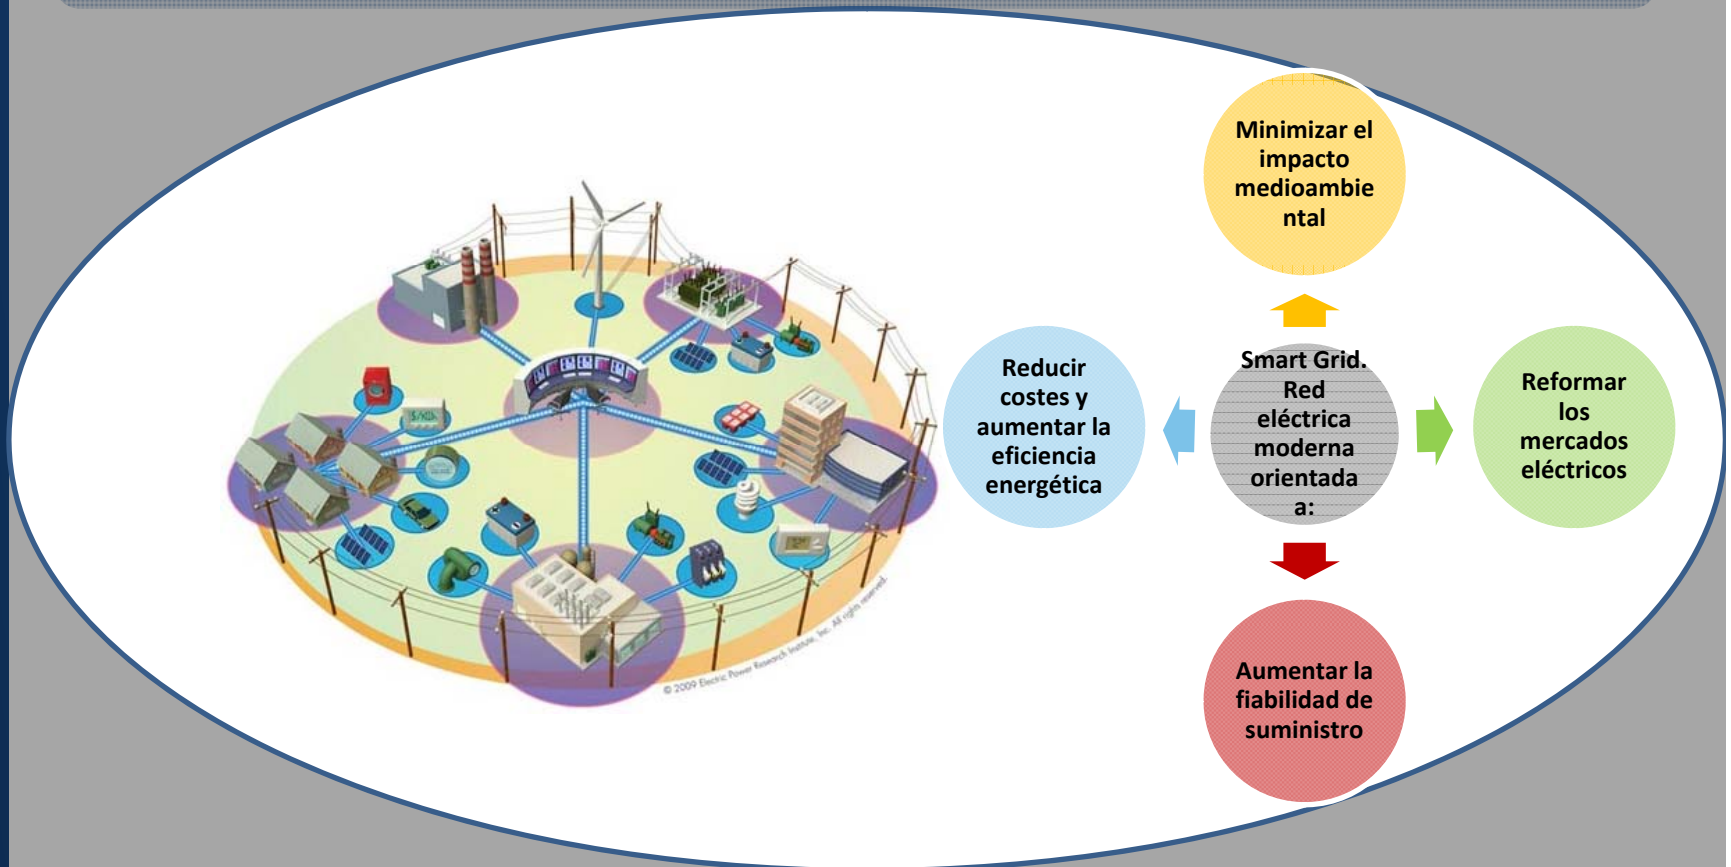 Minimizar el
impacto
medioambie
ntal
Reducir
costes y
aumentar la
eficiencia
energética
Smart Grid.
Red
eléctrica
moderna
orientada
a:
Reformar
los
mercados
eléctricos
Aumentar la
fiabilidad de
suministro
© 2009 Electric Power Research Institute, Inc. All rights reserved.